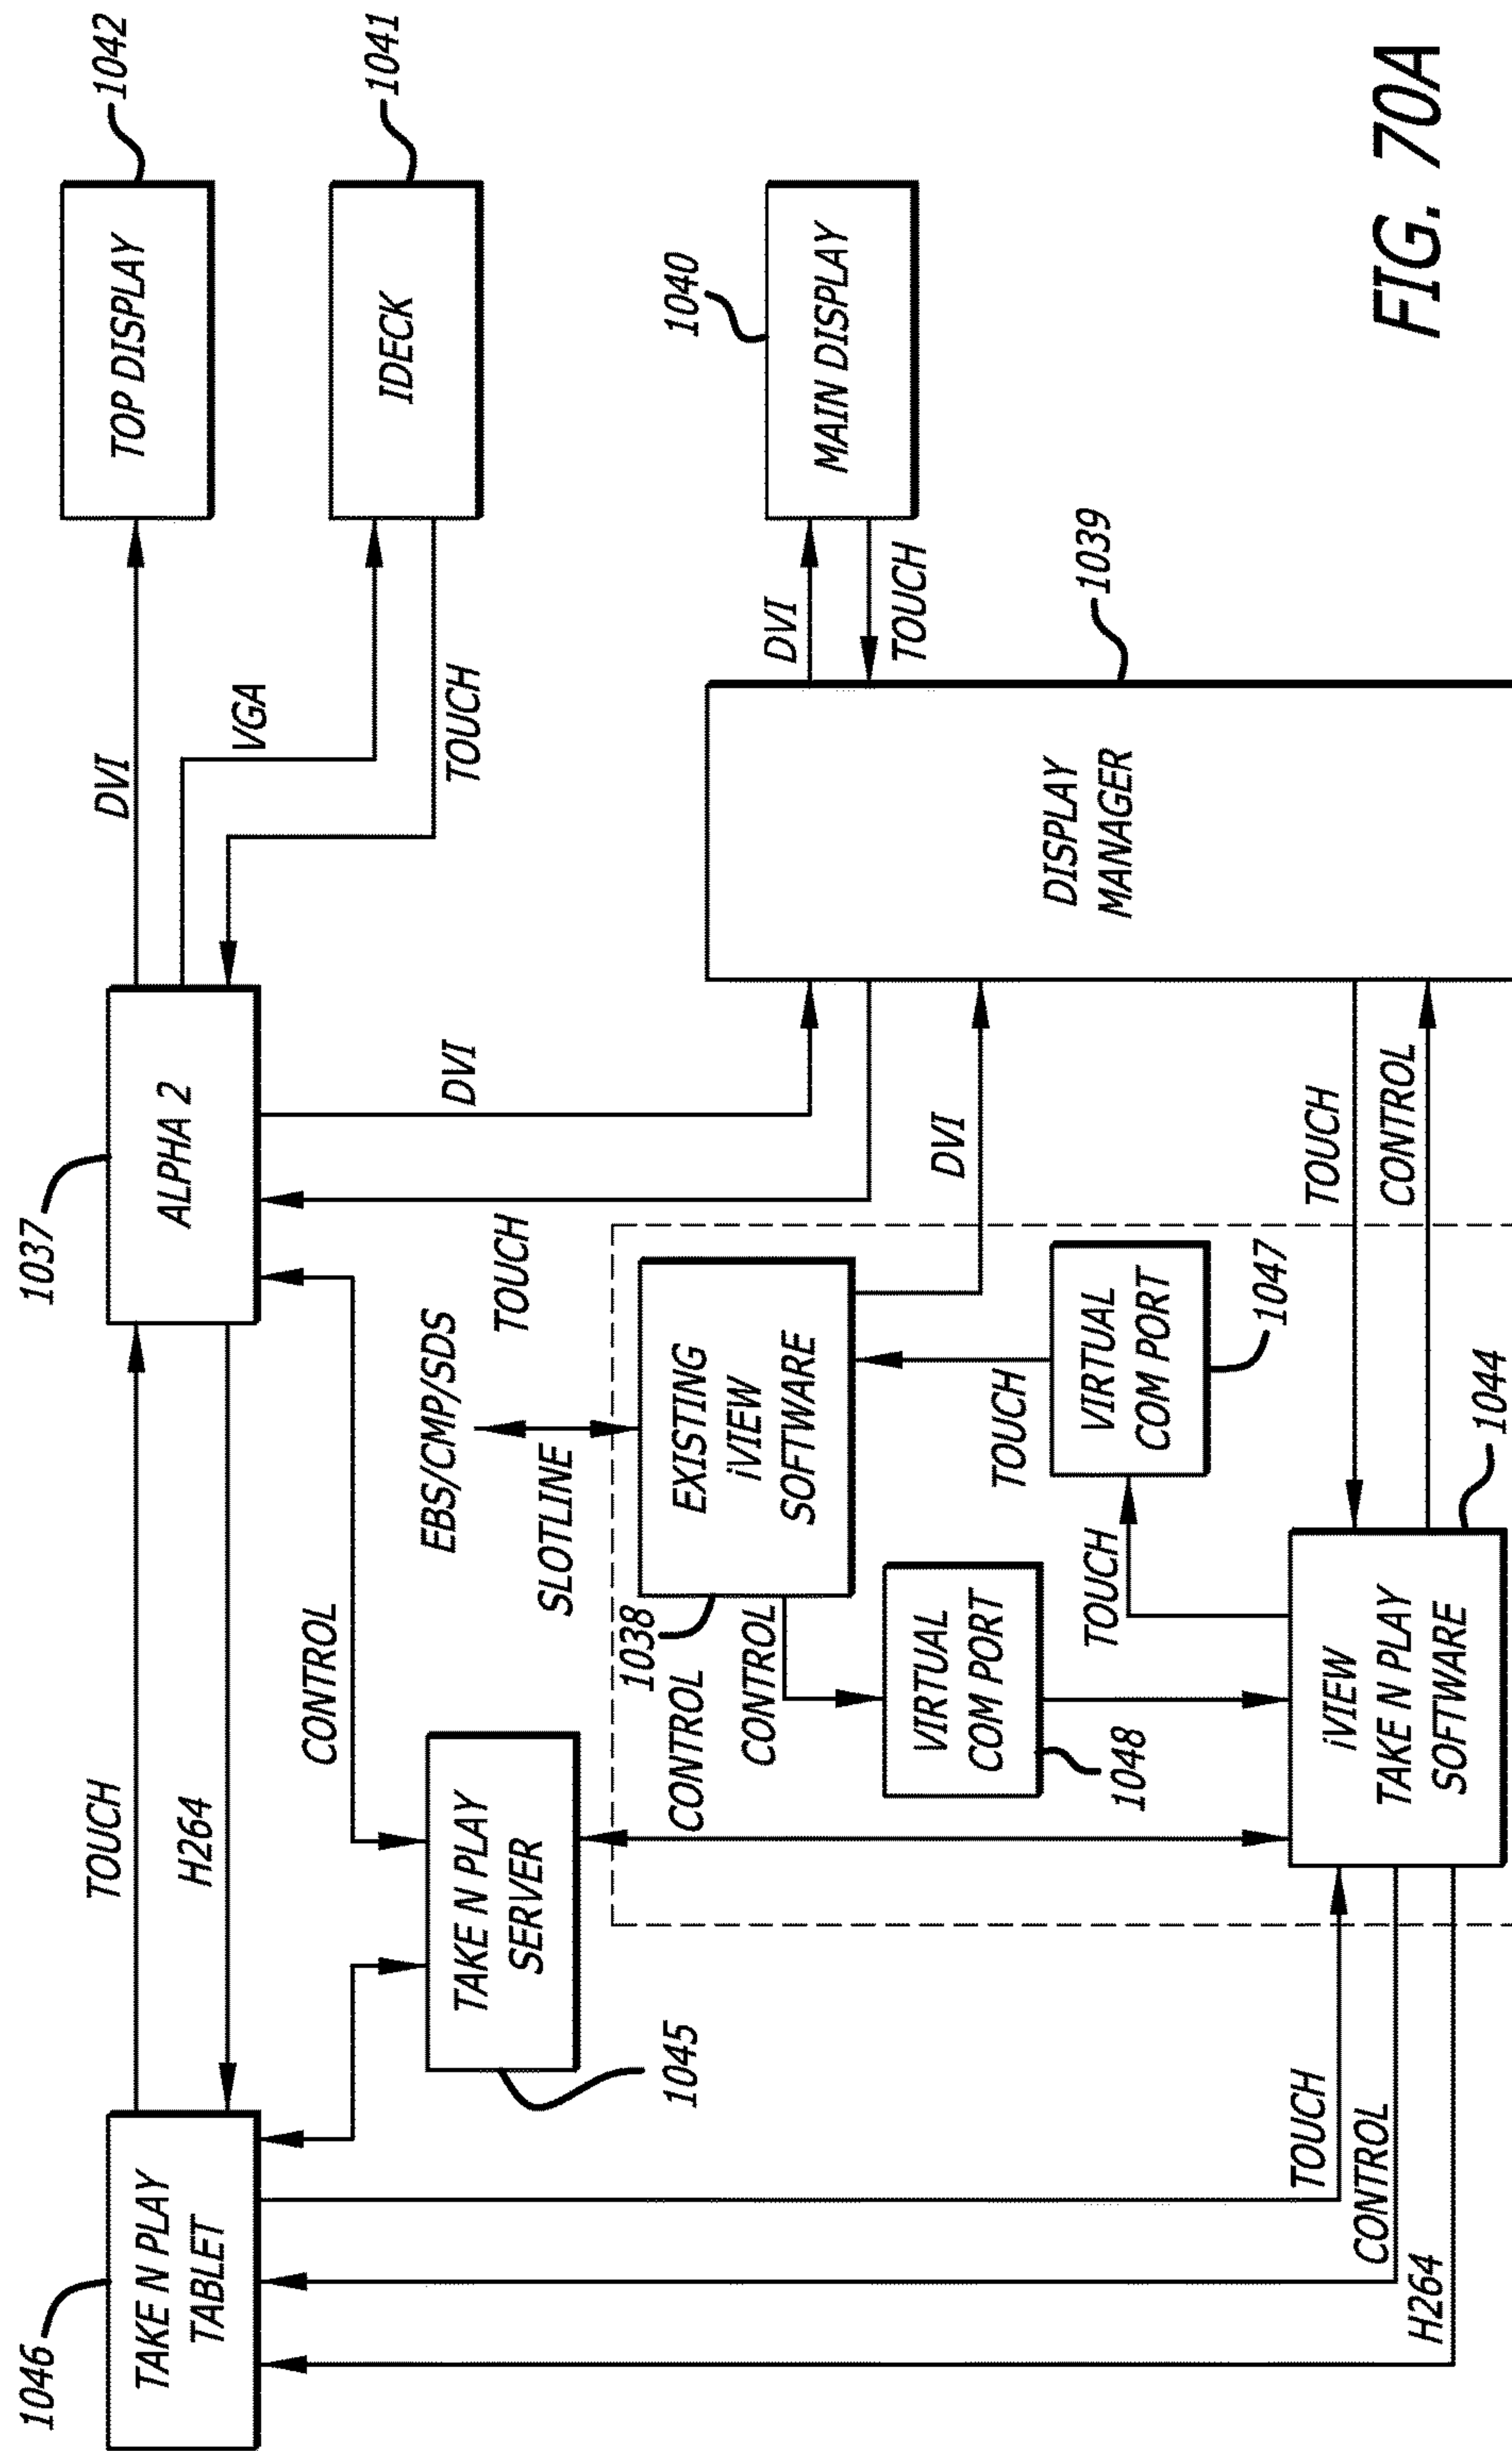 1046
TAKE N PLAY
TABLET
TOUCH
H264
1037
ALPHA 2
DVI
VGA
TOUCH
TOP DISPLAY
1042
IDECK
1041
CONTROL
TAKE N PLAY
SERVER
1045
EBS/CMP/SDS
SLOTLINE
TOUCH
DVI
1038
EXISTING
iVIEW
SOFTWARE
CONTROL
CONTROL
VIRTUAL
COM PORT
1048
TOUCH
VIRTUAL
COM PORT
1047
TOUCH
DVI
DISPLAY
MANAGER
1039
DVI
TOUCH
MAIN DISPLAY
1040
TOUCH
CONTROL
H264
iVIEW
TAKE N PLAY
SOFTWARE
1044
TOUCH
CONTROL
FIG. 70A